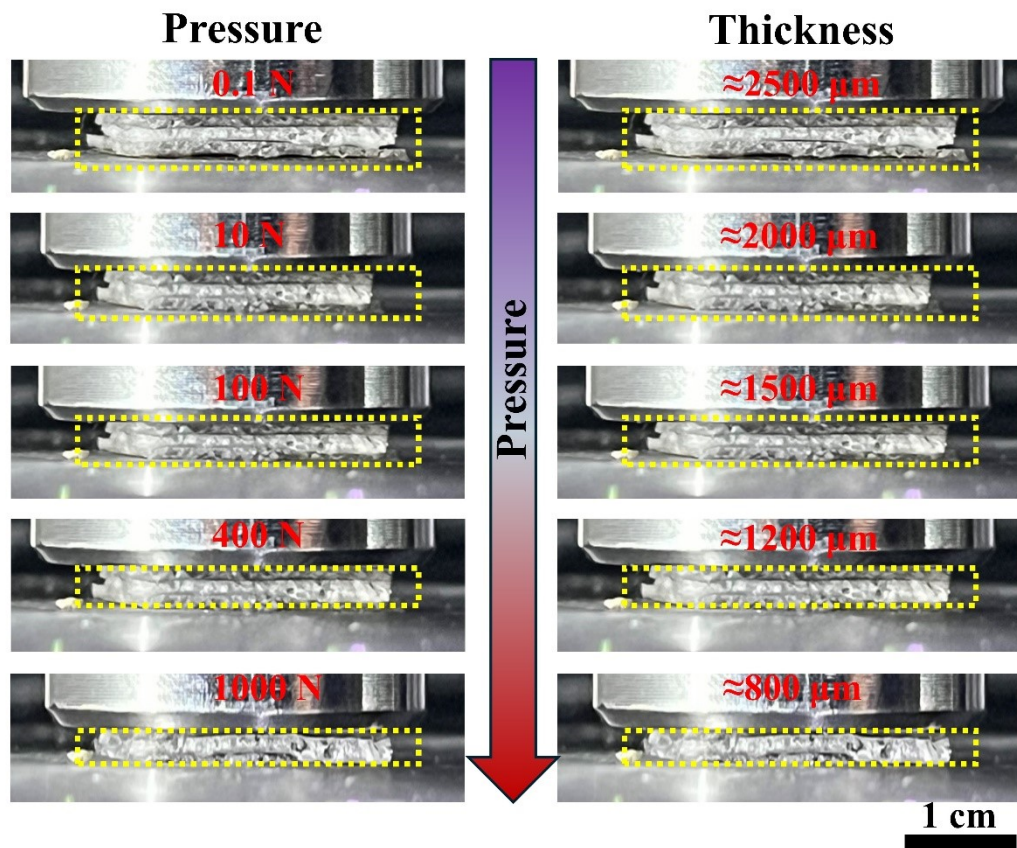 Pressure
Thickness
0.1 N
≈2500 μm
10 N
≈2000 μm
100 N
≈1500 μm
Pressure
400 N
≈1200 μm
1000 N
≈800 μm
1 cm